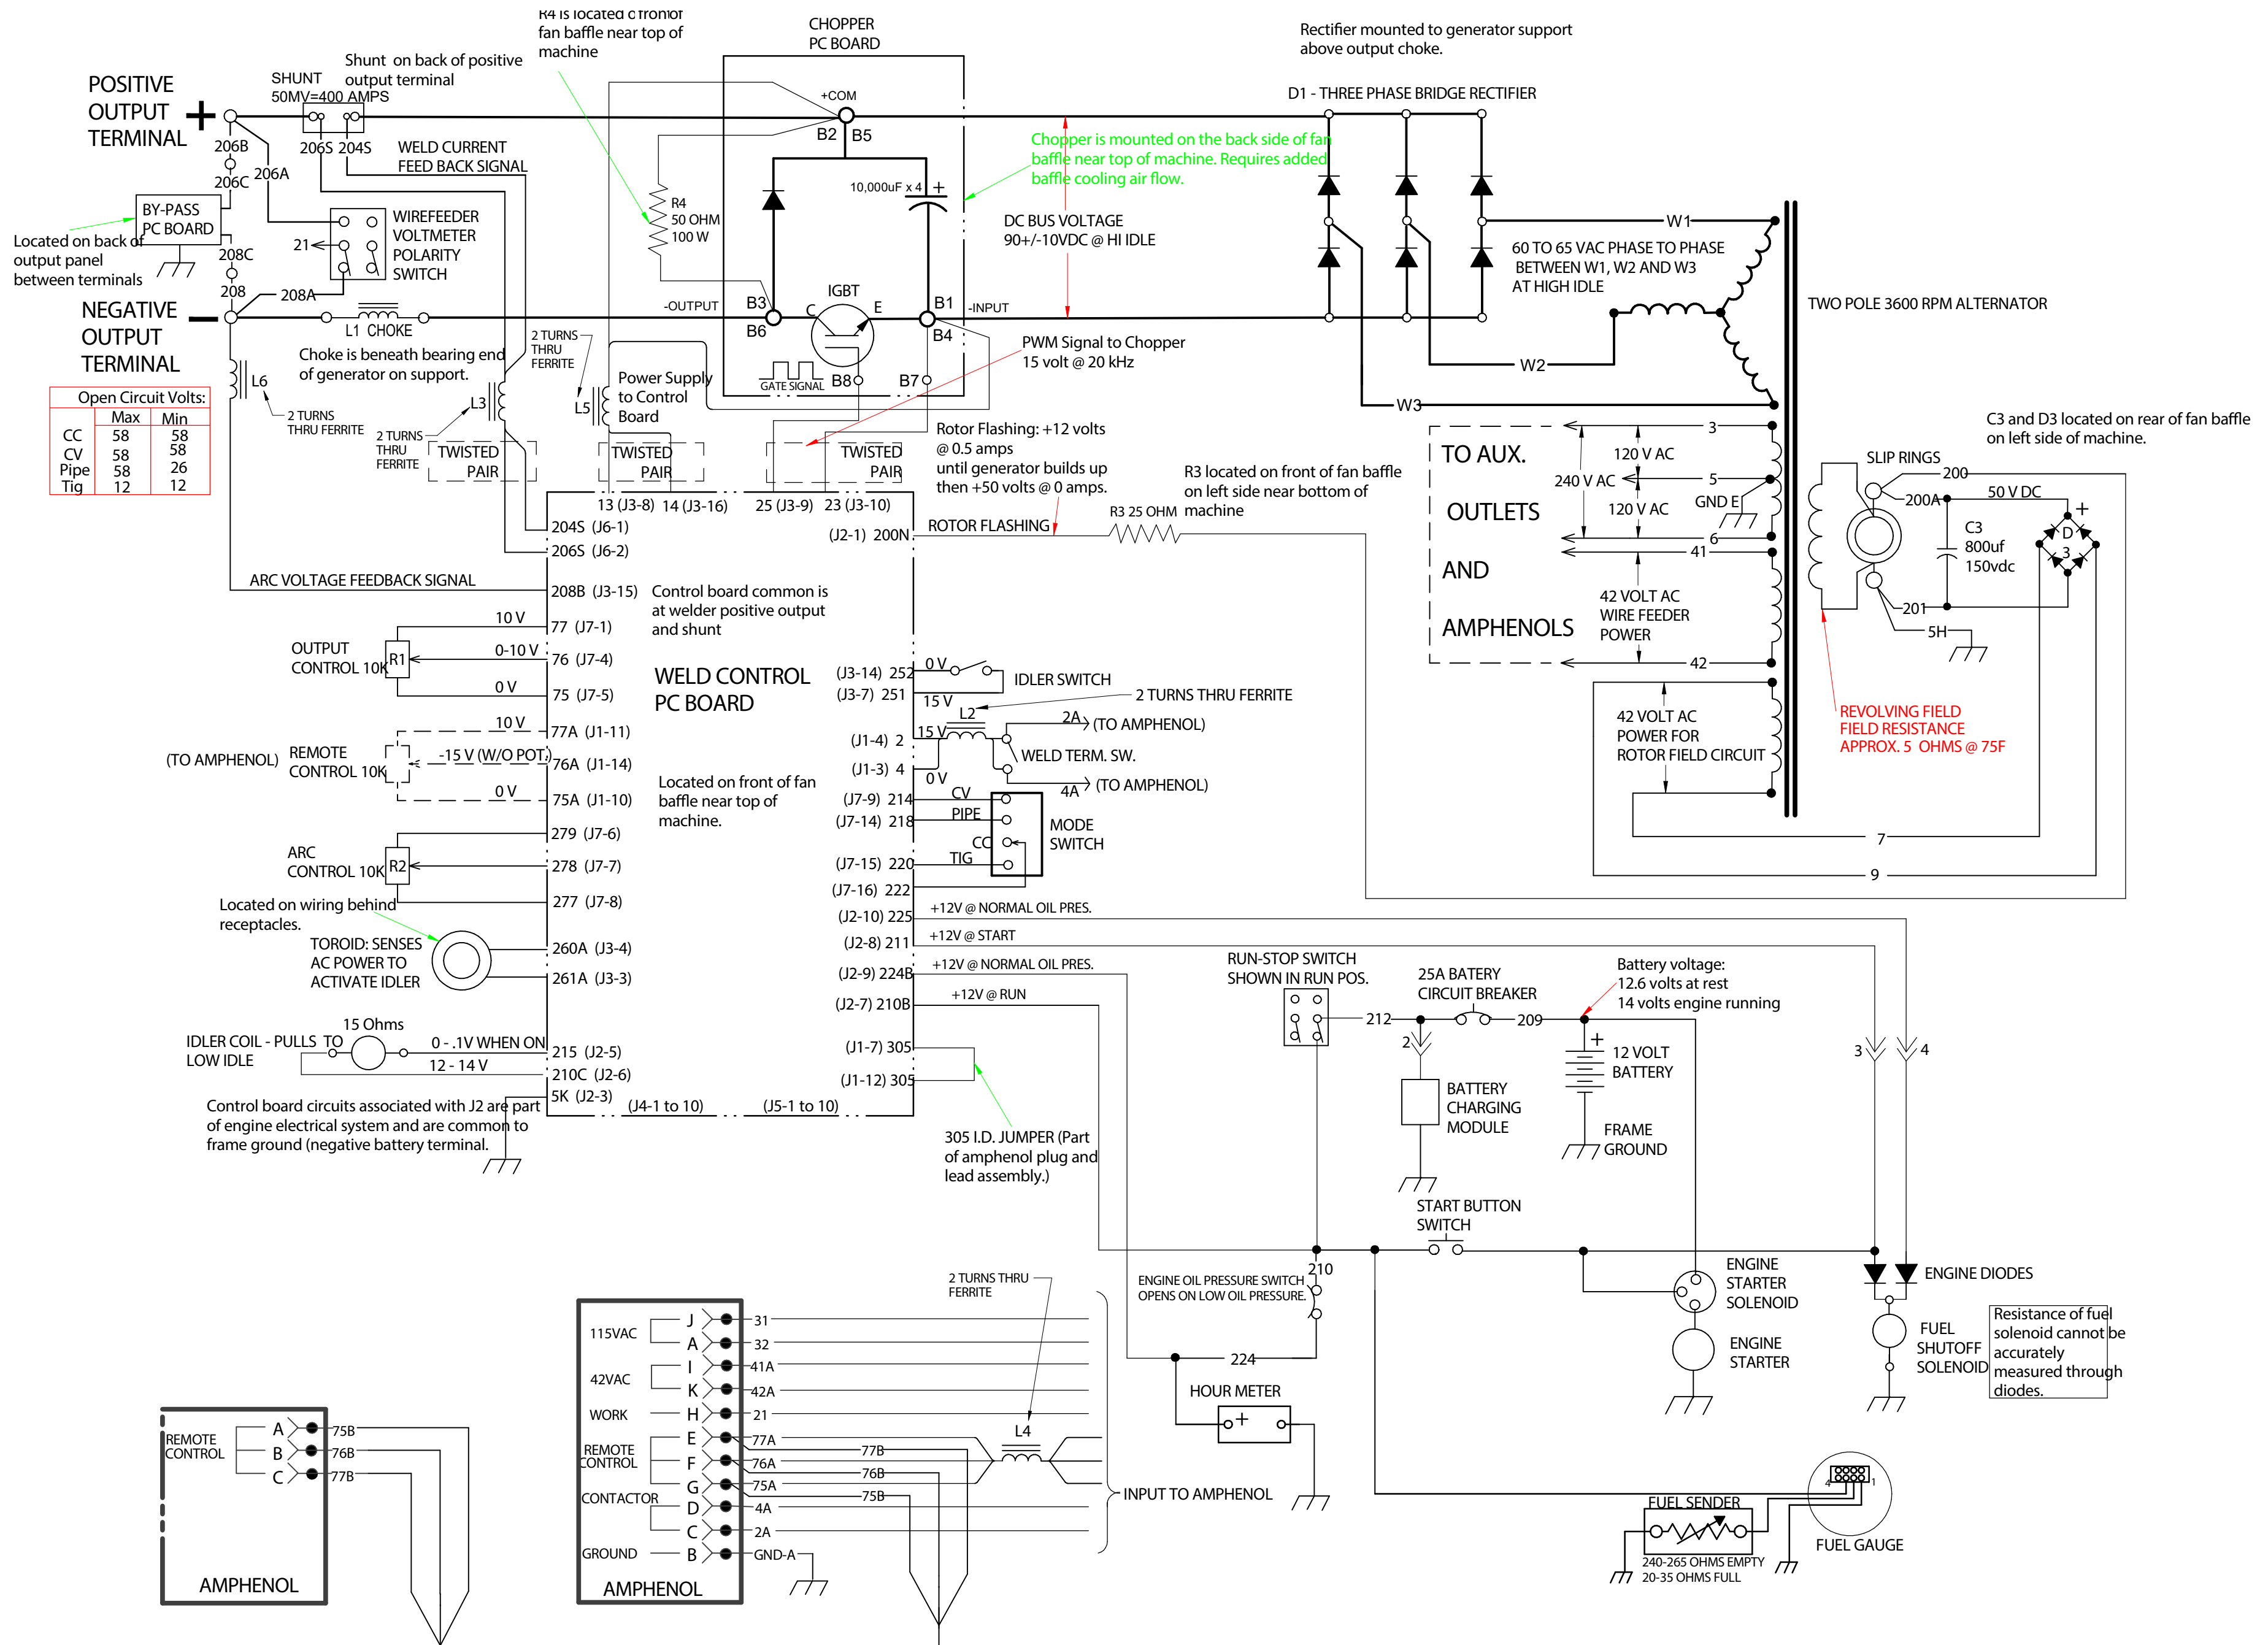 R4 is located o fronlof
fan baffle near top of
machine
CHOPPER
PC BOARD
Rectifier mounted to generator support
above output choke.
Shunt  on back of positive
output terminal
SHUNT
50MV=400 AMPS
POSITIVE
OUTPUT
TERMINAL
+
206B
206C
206A
206S
204S
WELD CURRENT
FEED BACK SIGNAL
+COM
B2
B5
D1 - THREE PHASE BRIDGE RECTIFIER
Chopper is mounted on the back side of fan
baffle near top of machine. Requires added
baffle cooling air flow.
10,000uF x 4
+
R4
50 OHM
100 W
DC BUS VOLTAGE
90+/-10VDC @ HI IDLE
BY-PASS
PC BOARD
Located on back of
output panel
between terminals
21
WIREFEEDER
VOLTMETER
POLARITY
SWITCH
208C
208
208A
NEGATIVE
OUTPUT
TERMINAL
L1 CHOKE
-OUTPUT
B3
B6
C
IGBT
E
B1
B4
-INPUT
W1
60 TO 65 VAC PHASE TO PHASE
BETWEEN W1, W2 AND W3
AT HIGH IDLE
TWO POLE 3600 RPM ALTERNATOR
W2
W3
Choke is beneath bearing end
of generator on support.
2 TURNS
THRU
FERRITE
PWM Signal to Chopper
15 volt @ 20 kHz
GATE SIGNAL
B8
B7
L6
2 TURNS
THRU FERRITE
L3
2 TURNS
THRU
FERRITE
L5
Power Supply
to Control
Board
Open Circuit Volts:
Max Min
CC 58 58
CV 58 58
Pipe 58 26
Tig 12 12
TWISTED
PAIR
TWISTED
PAIR
TWISTED
PAIR
Rotor Flashing: +12 volts
@ 0.5 amps
until generator builds up
then +50 volts @ 0 amps.
R3 located on front of fan baffle
on left side near bottom of
machine
R3 25 OHM
C3 and D3 located on rear of fan baffle
on left side of machine.
TO AUX.
OUTLETS
AND
AMPHENOLS
3
120 V AC
240 V AC
5
GND E
120 V AC
6
41
42 VOLT AC
WIRE FEEDER
POWER
42
42 VOLT AC
POWER FOR
ROTOR FIELD CIRCUIT
7
9
SLIP RINGS
200
200A
50 V DC
+
C3
800uf
150vdc
D
3
201
5H
REVOLVING FIELD
FIELD RESISTANCE
APPROX. 5  OHMS @ 75F
13 (J3-8)
14 (J3-16)
25 (J3-9)
23 (J3-10)
204S (J6-1)
206S (J6-2)
(J2-1) 200N
ROTOR FLASHING
ARC VOLTAGE FEEDBACK SIGNAL
208B (J3-15)
Control board common is
at welder positive output
and shunt
WELD CONTROL
PC BOARD
Located on front of fan
baffle near top of
machine.
OUTPUT
CONTROL 10K
R1
10 V
77 (J7-1)
0-10 V
76 (J7-4)
0 V
75 (J7-5)
(TO AMPHENOL)
REMOTE
CONTROL 10K
10 V
77A (J1-11)
-15 V (W/O POT.)
76A (J1-14)
0 V
75A (J1-10)
ARC
CONTROL 10K
R2
279 (J7-6)
278 (J7-7)
277 (J7-8)
Located on wiring behind
receptacles.
TOROID: SENSES
AC POWER TO
ACTIVATE IDLER
260A (J3-4)
261A (J3-3)
IDLER COIL - PULLS  TO
LOW IDLE
15 Ohms
0 - .1V WHEN ON
12 - 14 V
215 (J2-5)
210C (J2-6)
5K (J2-3)
(J4-1 to 10)
(J5-1 to 10)
Control board circuits associated with J2 are part
of engine electrical system and are common to
frame ground (negative battery terminal.
(J3-14) 252
0 V
(J3-7) 251
15 V
IDLER SWITCH
L2
2 TURNS THRU FERRITE
(J1-4) 2
15 V
2A
(TO AMPHENOL)
WELD TERM. SW.
(J1-3) 4
0 V
4A
(TO AMPHENOL)
(J7-9) 214
CV
(J7-14) 218
PIPE
CC
MODE
SWITCH
(J7-15) 220
TIG
(J7-16) 222
(J2-10) 225
+12V @ NORMAL OIL PRES.
(J2-8) 211
+12V @ START
(J2-9) 224B
+12V @ NORMAL OIL PRES.
(J2-7) 210B
+12V @ RUN
(J1-7) 305
(J1-12) 305
305 I.D. JUMPER (Part
of amphenol plug and
lead assembly.)
RUN-STOP SWITCH
SHOWN IN RUN POS.
25A BATERY
CIRCUIT BREAKER
Battery voltage:
12.6 volts at rest
14 volts engine running
212
209
2
+
12 VOLT
BATTERY
BATTERY
CHARGING
MODULE
FRAME
GROUND
3
4
START BUTTON
SWITCH
210
ENGINE OIL PRESSURE SWITCH
OPENS ON LOW OIL PRESSURE.
224
HOUR METER
+
ENGINE
STARTER
SOLENOID
ENGINE
STARTER
ENGINE DIODES
FUEL
SHUTOFF
SOLENOID
Resistance of fuel
solenoid cannot be
accurately
measured through
diodes.
2 TURNS THRU
FERRITE
L4
INPUT TO AMPHENOL
115VAC
J 31
A 32
42VAC
I 41A
K 42A
WORK H 21
REMOTE
CONTROL
E 77A
77B
F 76A
76B
G 75A
75B
CONTACTOR
D 4A
C 2A
GROUND B GND-A
AMPHENOL
REMOTE
CONTROL
A 75B
B 76B
C 77B
AMPHENOL
FUEL SENDER
240-265 OHMS EMPTY
20-35 OHMS FULL
4
1
FUEL GAUGE